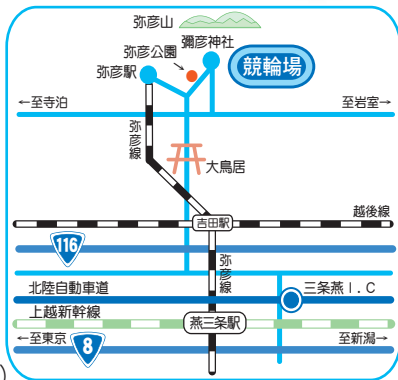 弥彦山
彌彦神社
弥彦公園
弥彦駅
競輪場
←至寺泊
至岩室→
弥彦線
大鳥居
越後線
吉田駅
116
弥彦線
北陸自動車道
三条燕I.C
上越新幹線
燕三条駅
←至東京
8
至新潟→
)